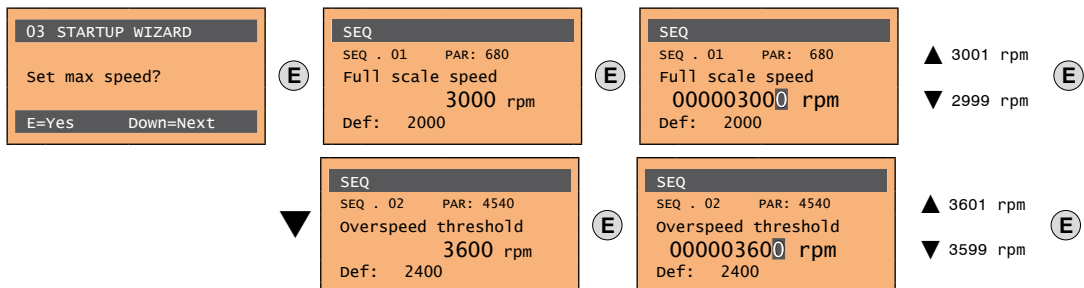 03 STARTUP WIZARD
Set max speed?
E=Yes Down=Next
E
SEQ
SEQ . 01 PAR: 680
Full scale speed
3000 rpm
Def: 2000
E
SEQ
SEQ . 01 PAR: 680
Full scale speed
000003000 rpm
Def: 2000
▲ 3001 rpm
▼ 2999 rpm
E
▼
SEQ
SEQ . 02 PAR: 4540
Overspeed threshold
3600 rpm
Def: 2400
E
SEQ
SEQ . 02 PAR: 4540
Overspeed threshold
000003600 rpm
Def: 2400
▲ 3601 rpm
▼ 3599 rpm
E